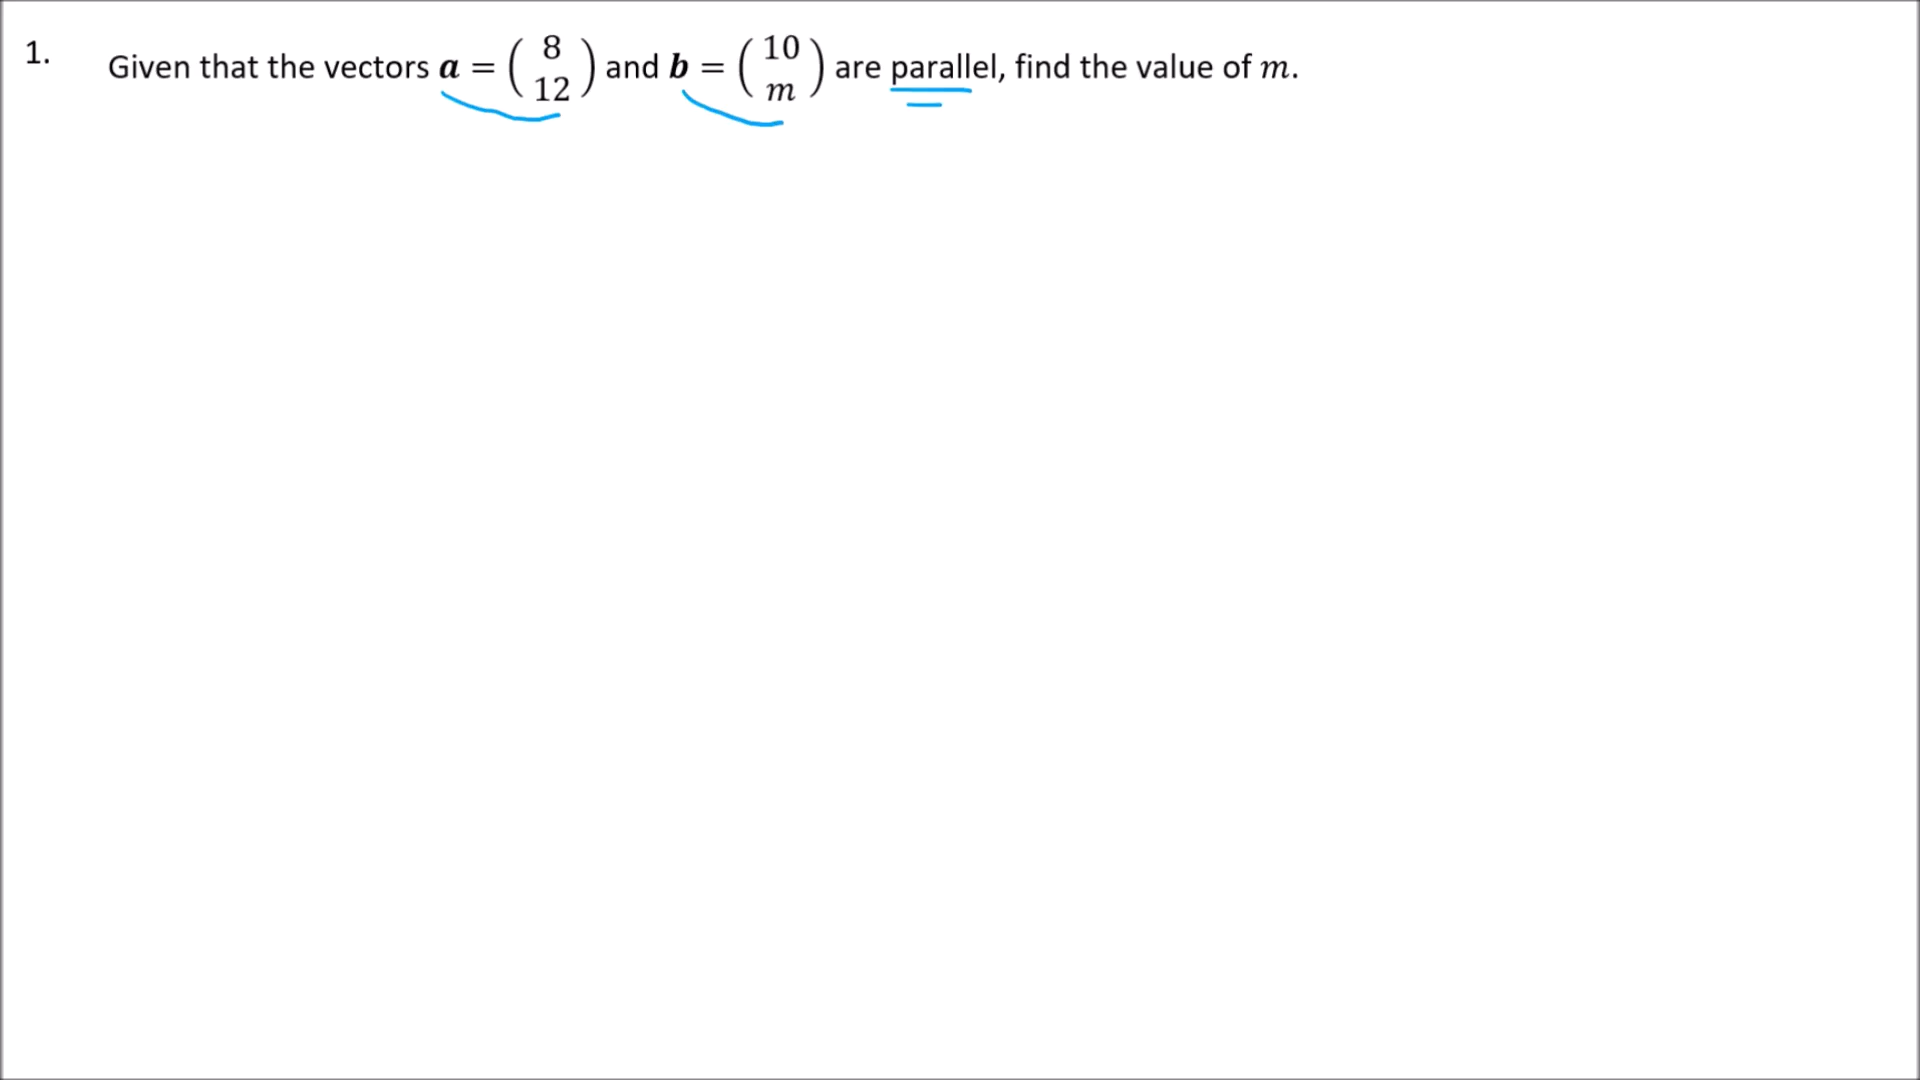 1. Given that the vectors a = ( 8 12 ) and b = ( 10 m ) are parallel, find the value of m.